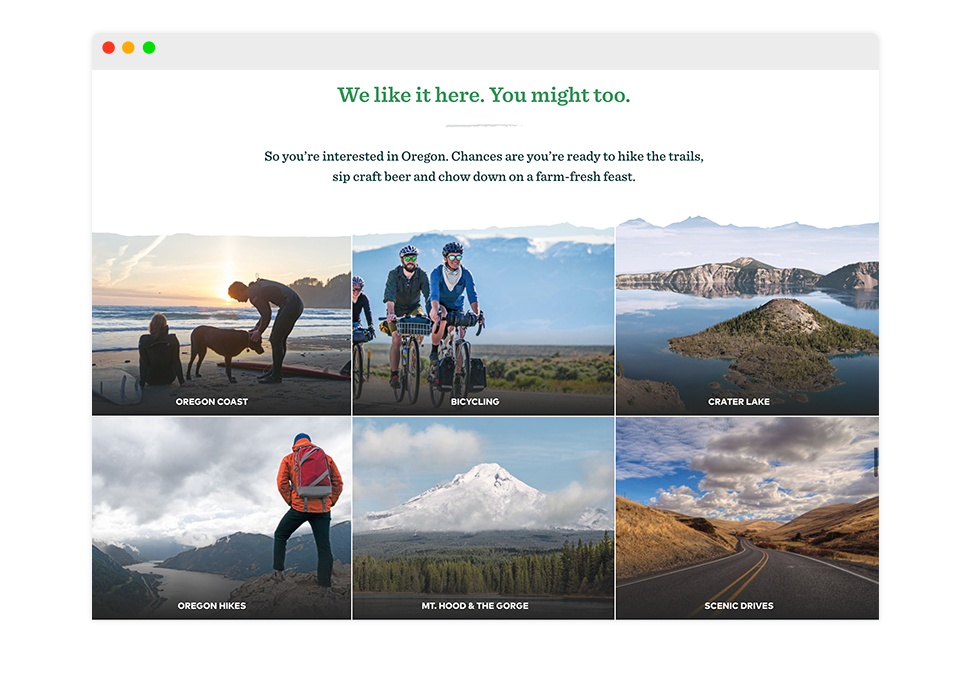 We like it here. You might too.
So you’re interested in Oregon. Chances are you’re ready to hike the trails,
sip craft beer and chow down on a farm-fresh feast.
OREGON COAST
BICYCLING
CRATER LAKE
OREGON HIKES
MT. HOOD & THE GORGE
SCENIC DRIVES